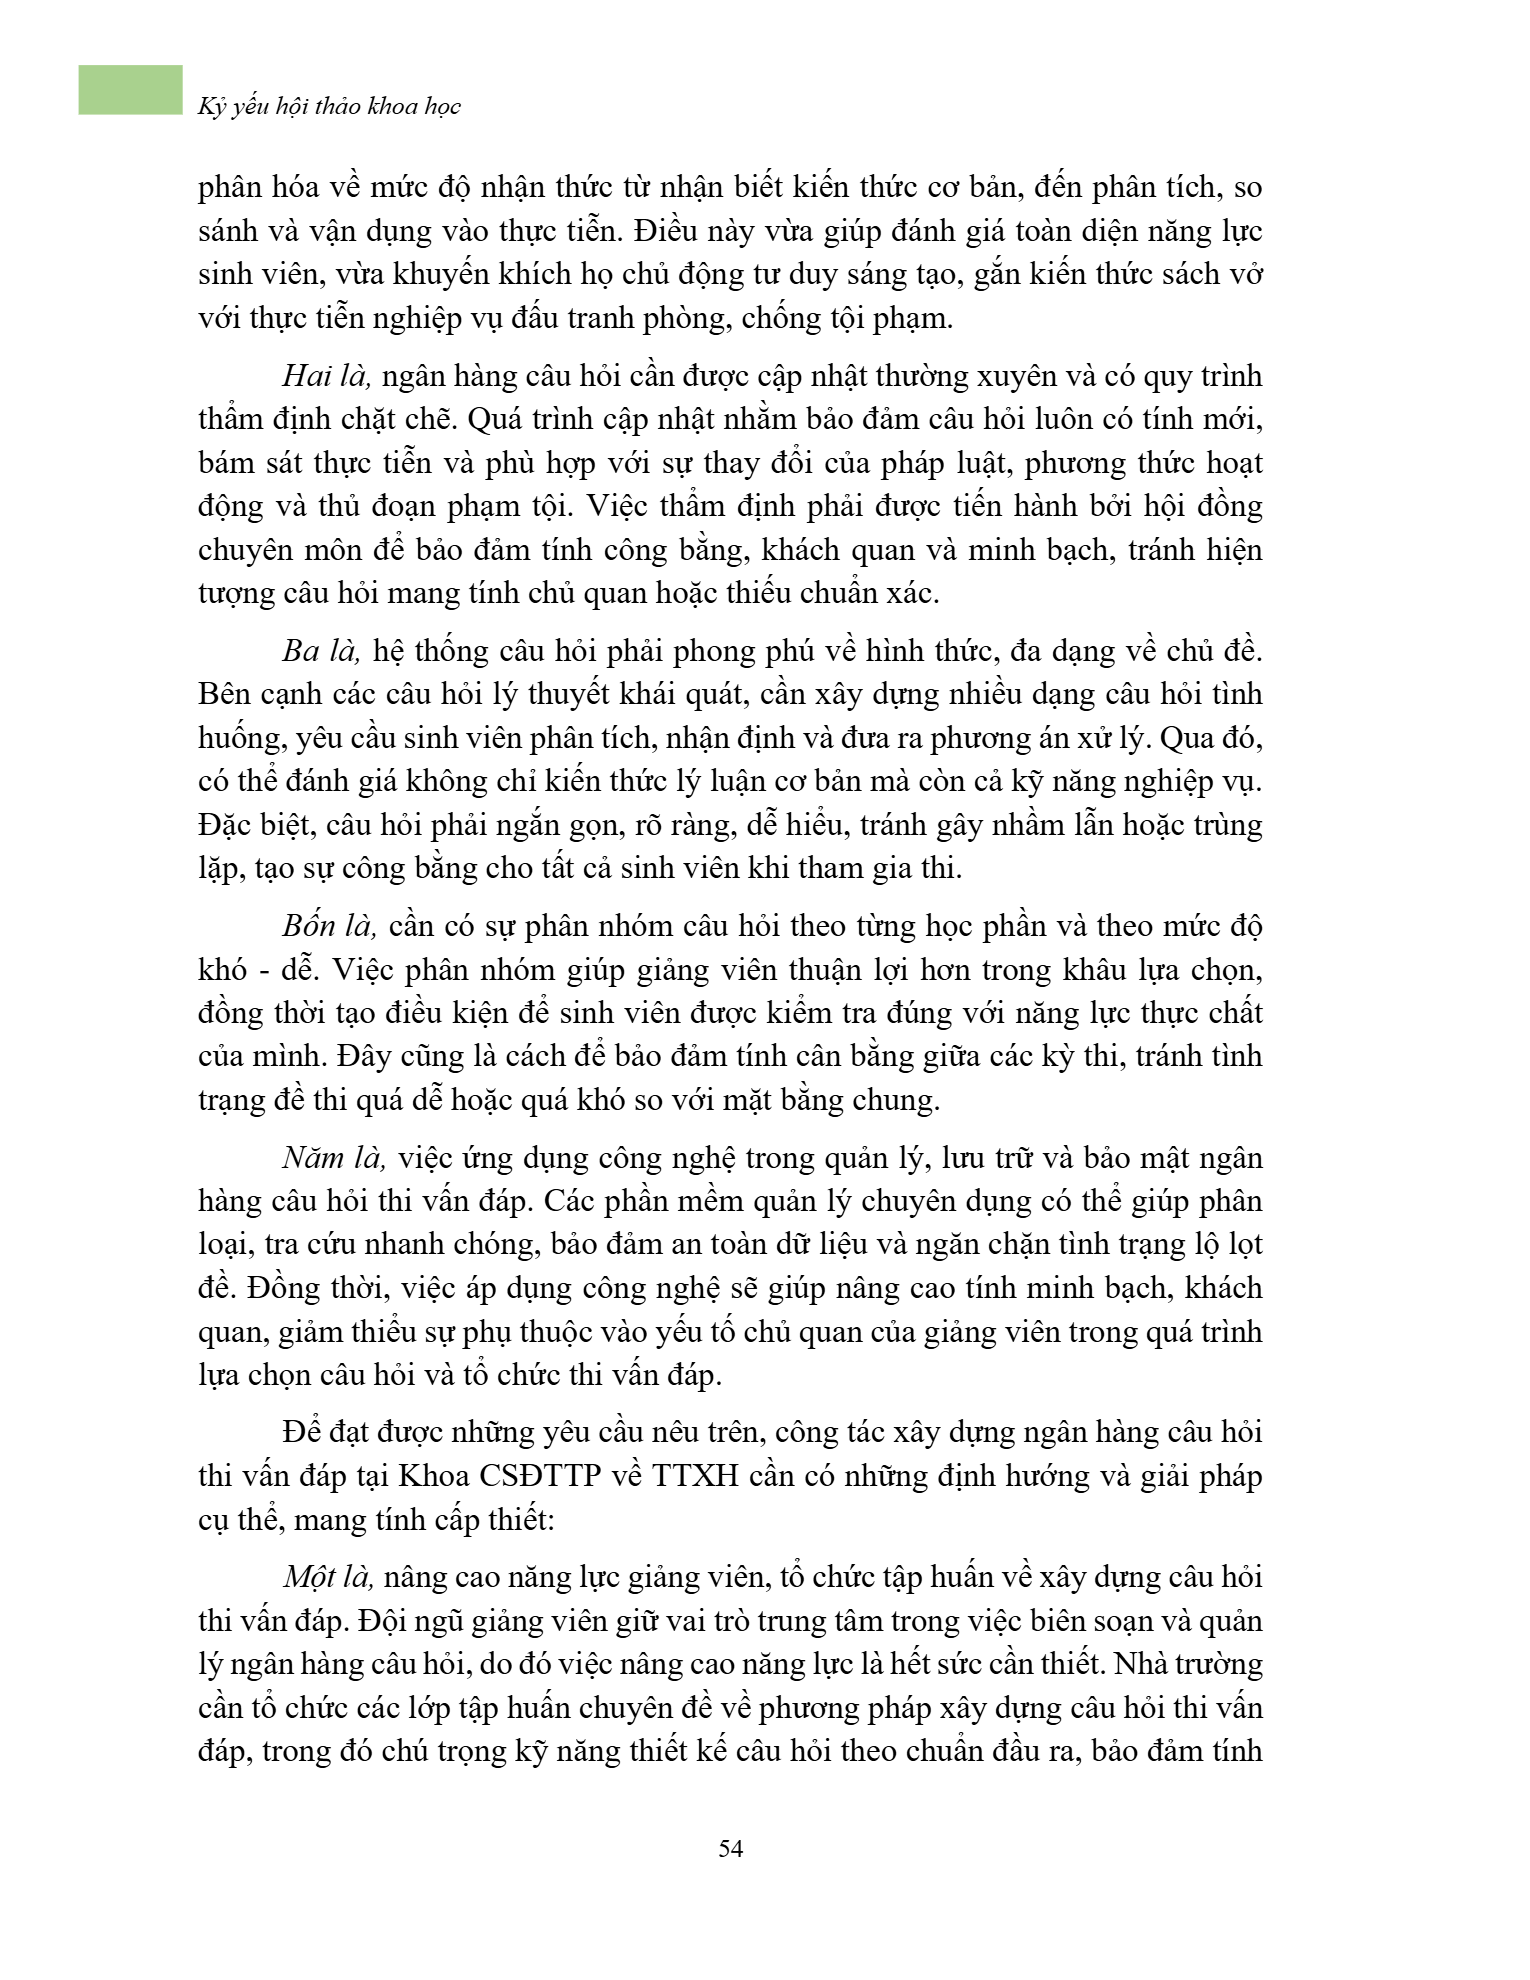 Kỷ yếu hội thảo khoa học
phân hóa về mức độ nhận thức từ nhận biết kiến thức cơ bản, đến phân tích, so
sánh và vận dụng vào thực tiễn. Điều này vừa giúp đánh giá toàn diện năng lực
sinh viên, vừa khuyến khích họ chủ động tư duy sáng tạo, gắn kiến thức sách vở
với thực tiễn nghiệp vụ đấu tranh phòng, chống tội phạm.
Hai là, ngân hàng câu hỏi cần được cập nhật thường xuyên và có quy trình
thẩm định chặt chẽ. Quá trình cập nhật nhằm bảo đảm câu hỏi luôn có tính mới,
bám sát thực tiễn và phù hợp với sự thay đổi của pháp luật, phương thức hoạt
động và thủ đoạn phạm tội. Việc thẩm định phải được tiến hành bởi hội đồng
chuyên môn để bảo đảm tính công bằng, khách quan và minh bạch, tránh hiện
tượng câu hỏi mang tính chủ quan hoặc thiếu chuẩn xác.
Ba là, hệ thống câu hỏi phải phong phú về hình thức, đa dạng về chủ đề.
Bên cạnh các câu hỏi lý thuyết khái quát, cần xây dựng nhiều dạng câu hỏi tình
huống, yêu cầu sinh viên phân tích, nhận định và đưa ra phương án xử lý. Qua đó,
có thể đánh giá không chỉ kiến thức lý luận cơ bản mà còn cả kỹ năng nghiệp vụ.
Đặc biệt, câu hỏi phải ngắn gọn, rõ ràng, dễ hiểu, tránh gây nhầm lẫn hoặc trùng
lặp, tạo sự công bằng cho tất cả sinh viên khi tham gia thi.
Bốn là, cần có sự phân nhóm câu hỏi theo từng học phần và theo mức độ
khó - dễ. Việc phân nhóm giúp giảng viên thuận lợi hơn trong khâu lựa chọn,
đồng thời tạo điều kiện để sinh viên được kiểm tra đúng với năng lực thực chất
của mình. Đây cũng là cách để bảo đảm tính cân bằng giữa các kỳ thi, tránh tình
trạng đề thi quá dễ hoặc quá khó so với mặt bằng chung.
Năm là, việc ứng dụng công nghệ trong quản lý, lưu trữ và bảo mật ngân
hàng câu hỏi thi vấn đáp. Các phần mềm quản lý chuyên dụng có thể giúp phân
loại, tra cứu nhanh chóng, bảo đảm an toàn dữ liệu và ngăn chặn tình trạng lộ lọt
đề. Đồng thời, việc áp dụng công nghệ sẽ giúp nâng cao tính minh bạch, khách
quan, giảm thiểu sự phụ thuộc vào yếu tố chủ quan của giảng viên trong quá trình
lựa chọn câu hỏi và tổ chức thi vấn đáp.
Để đạt được những yêu cầu nêu trên, công tác xây dựng ngân hàng câu hỏi
thi vấn đáp tại Khoa CSĐTTP về TTXH cần có những định hướng và giải pháp
cụ thể, mang tính cấp thiết:
Một là, nâng cao năng lực giảng viên, tổ chức tập huấn về xây dựng câu hỏi
thi vấn đáp. Đội ngũ giảng viên giữ vai trò trung tâm trong việc biên soạn và quản
lý ngân hàng câu hỏi, do đó việc nâng cao năng lực là hết sức cần thiết. Nhà trường
cần tổ chức các lớp tập huấn chuyên đề về phương pháp xây dựng câu hỏi thi vấn
đáp, trong đó chú trọng kỹ năng thiết kế câu hỏi theo chuẩn đầu ra, bảo đảm tính
54